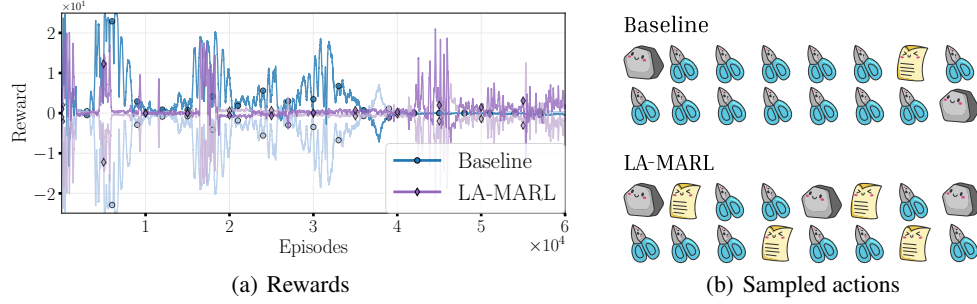 ×10¹
2
1
0
−1
−2
Reward
Baseline
LA-MARL
1 2 3 4 5 6
Episodes
×10⁴
(a) Rewards
Baseline
LA-MARL
(b) Sampled actions